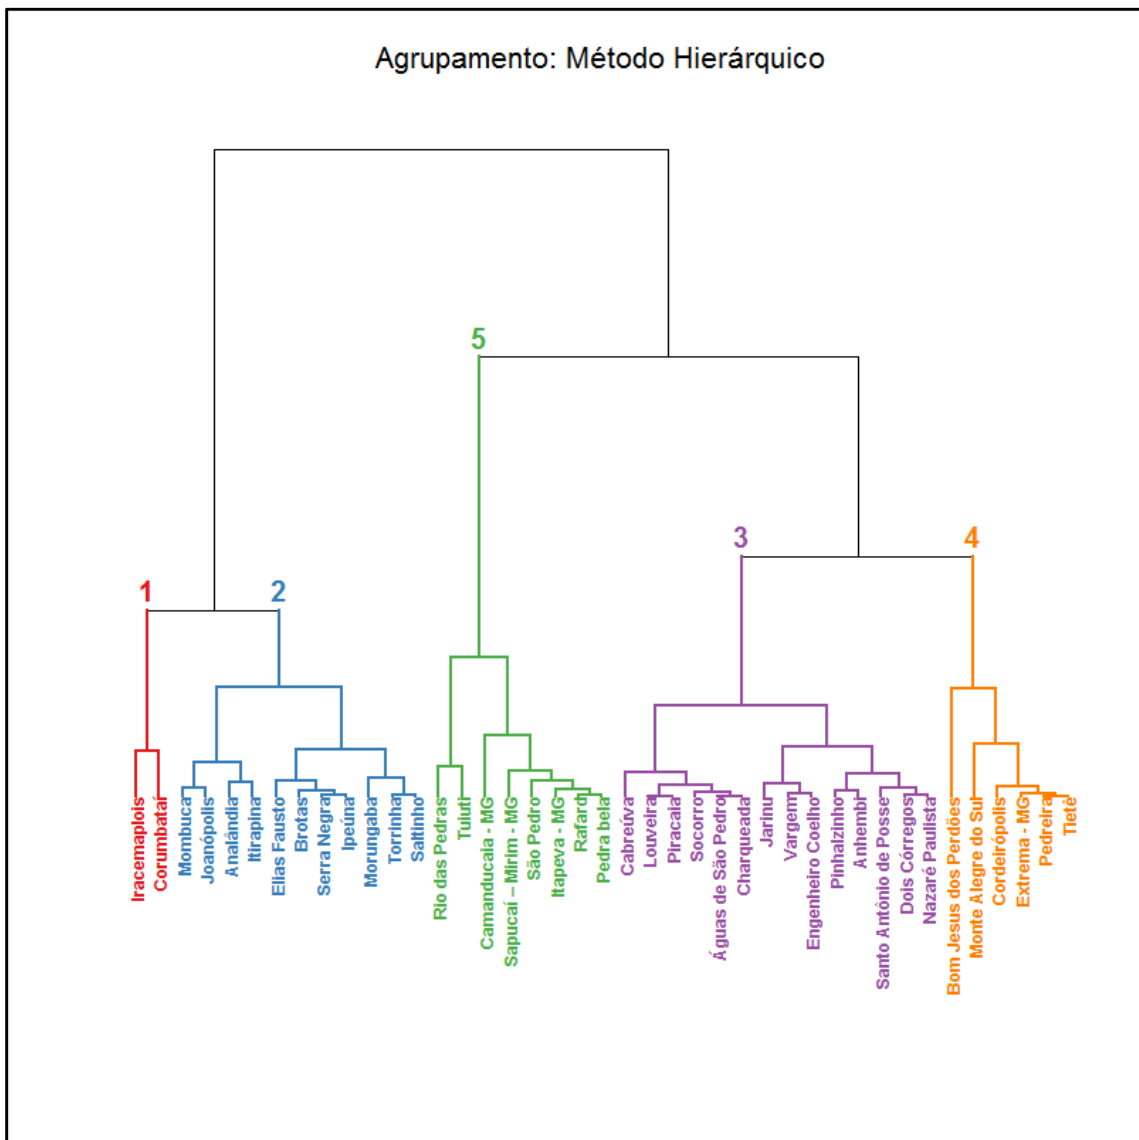 Agrupamento: Método Hierárquico
5
3
4
1
2
Iracemaplois
Corumbataí
Mombuca
Joanópolis
Analândia
Itirapina
Elias Fausto
Brotas
Serra Negra
Ipeúna
Morungaba
Torrinha
Saltinho
Rio das Pedras
Tuiuti
Camanducaia - MG
Sapucaí – Mirim - MG
São Pedro
Itapeva - MG
Rafard
Pedra bela
Cabreúva
Louveira
Piracaia
Socorro
Águas de São Pedro
Charqueada
Jarinu
Vargem
Engenheiro Coelho
Pinhalzinho
Anhembi
Santo Antônio de Posse
Dois Córregos
Nazaré Paulista
Bom Jesus dos Perdões
Monte Alegre do Sul
Cordeirópolis
Extrema - MG
Pedreira
Tietê